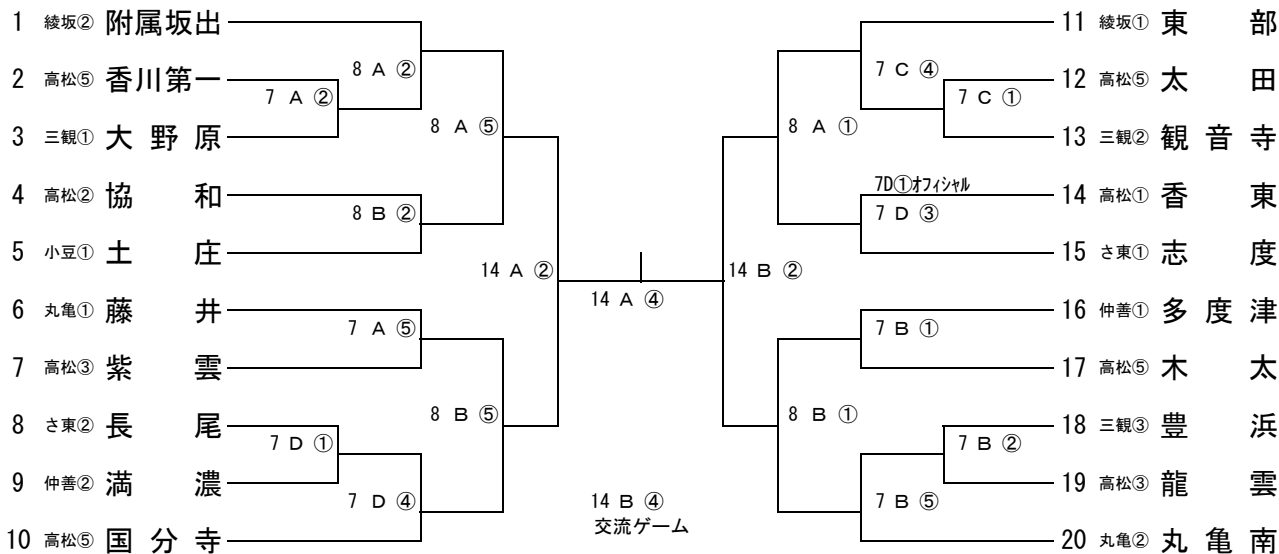 1 綾坂② 附属坂出
8 A ②
2 高松⑤ 香川第一
7 A ②
3 三観① 大野原
8 A ⑤
4 高松② 協和
8 B ②
5 小豆① 土庄
14 A ②
6 丸亀① 藤井
7 A ⑤
7 高松③ 紫雲
8 B ⑤
8 さ東② 長尾
7 D ①
9 仲善② 満濃
7 D ④
10 高松⑤ 国分寺
14 A ④
14 B ④
交流ゲーム
11 綾坂① 東部
7 C ④
12 高松⑤ 太田
7 C ①
13 三観② 観音寺
8 A ①
7D①オフィシャル
14 高松① 香東
7 D ③
15 さ東① 志度
14 B ②
16 仲善① 多度津
7 B ①
17 高松⑤ 木太
8 B ①
18 三観③ 豊浜
7 B ②
19 高松③ 龍雲
7 B ⑤
20 丸亀② 丸亀南